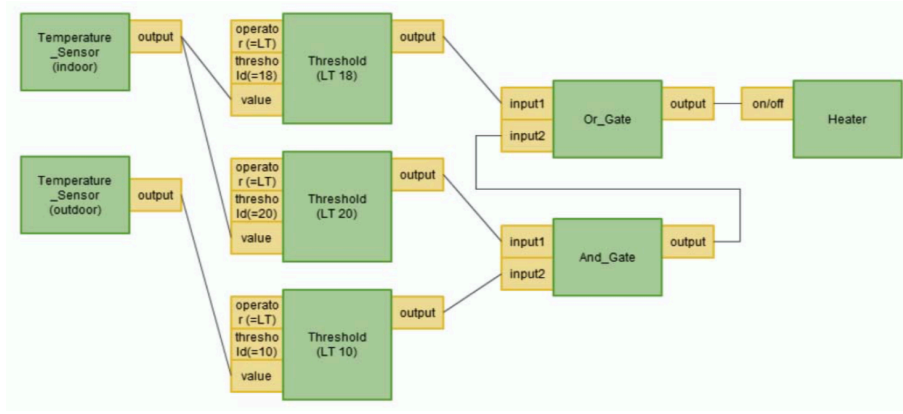 Temperature
_Sensor
(indoor)
output
operato
r (=LT)
thresho
ld(=18)
value
Threshold
(LT 18)
output
input1
input2
Or_Gate
output
on/off
Heater
Temperature
_Sensor
(outdoor)
output
operato
r (=LT)
thresho
ld(=20)
value
Threshold
(LT 20)
output
input1
input2
And_Gate
output
operato
r (=LT)
thresho
ld(=10)
value
Threshold
(LT 10)
output